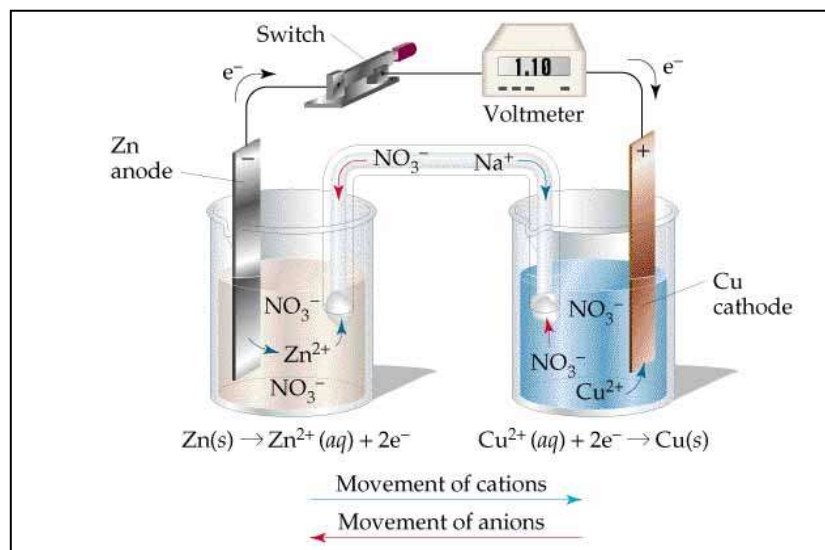 Switch
e⁻
1.10
e⁻
Voltmeter
Zn
anode
−
NO₃⁻
Na⁺
+
Cu
cathode
NO₃⁻
Zn²⁺
NO₃⁻
NO₃⁻
NO₃⁻
Cu²⁺
Zn(s) → Zn²⁺ (aq) + 2e⁻
Cu²⁺ (aq) + 2e⁻ → Cu(s)
Movement of cations
Movement of anions